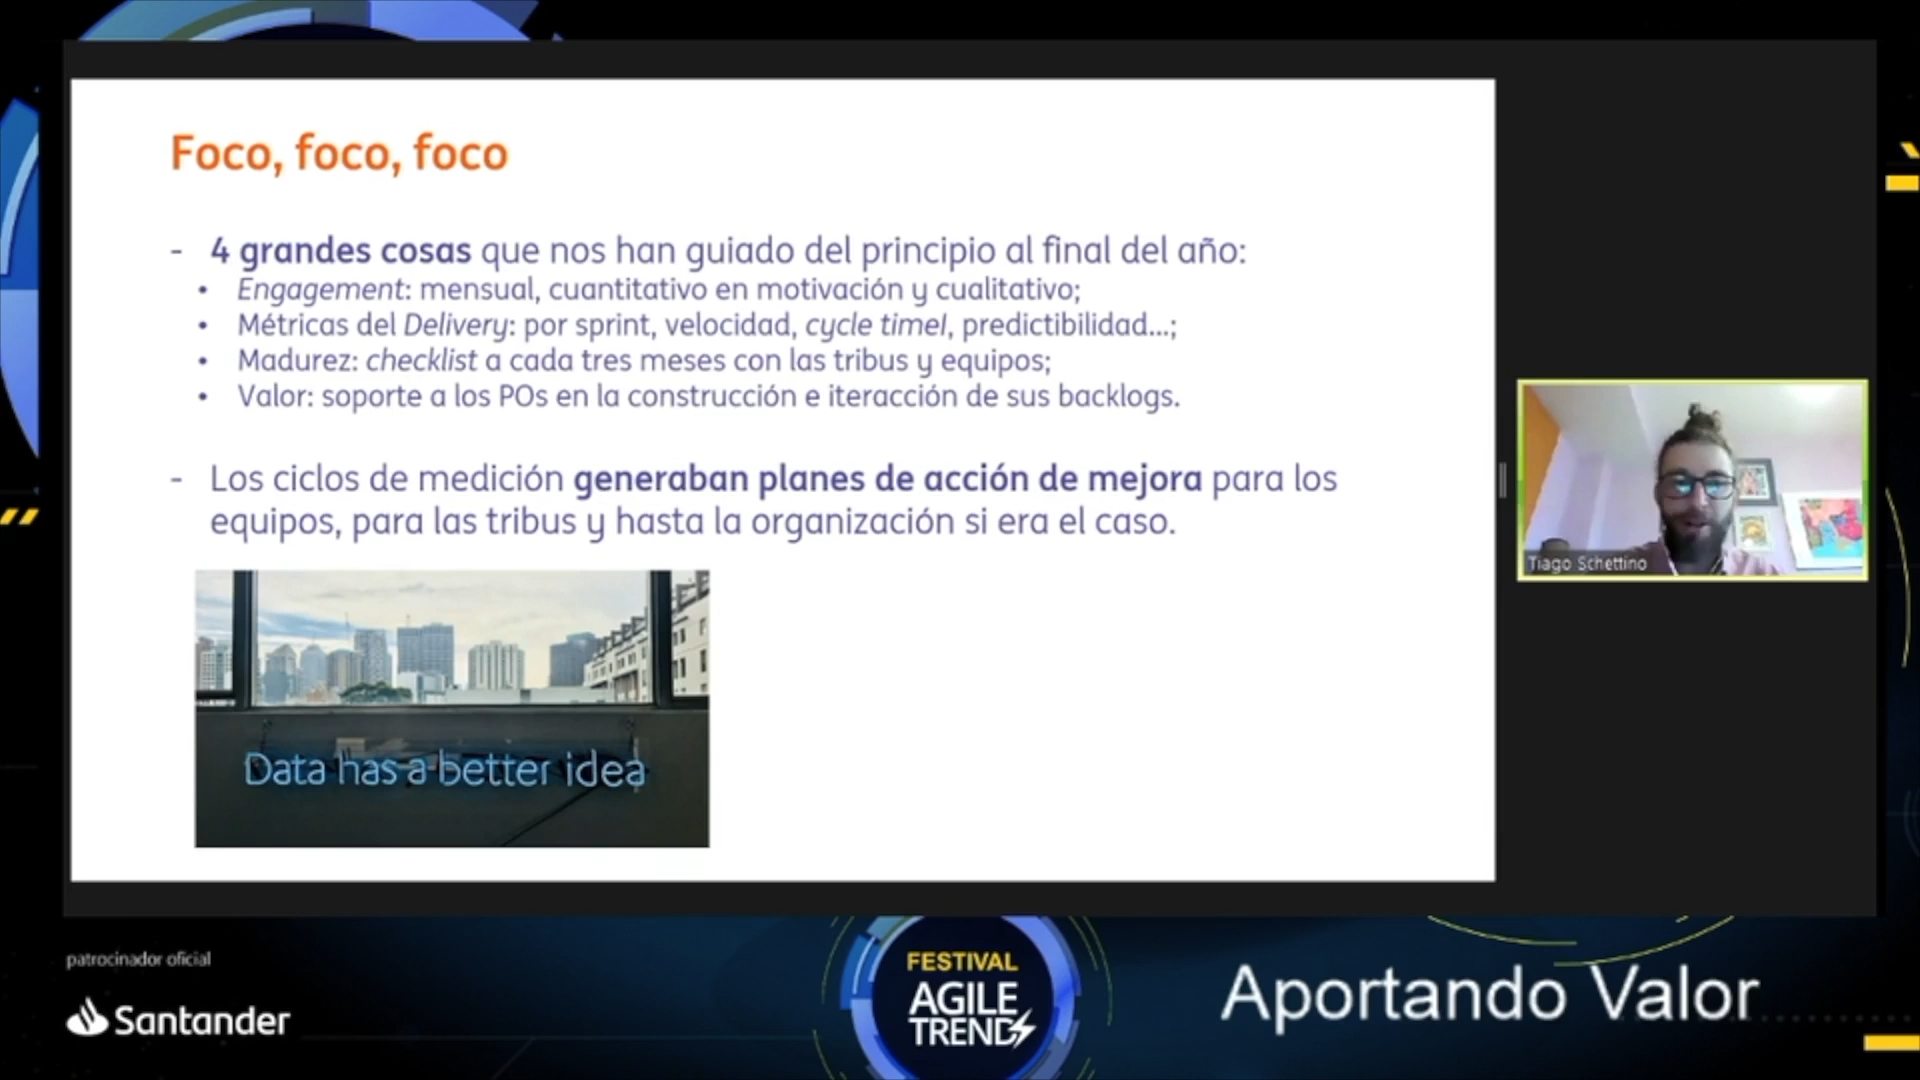 Foco, foco, foco
- 4 grandes cosas que nos han guiado del principio al final del año:
• Engagement: mensual, cuantitativo en motivación y cualitativo;
• Métricas del Delivery: por sprint, velocidad, cycle timel, predictibilidad...;
• Madurez: checklist a cada tres meses con las tribus y equipos;
• Valor: soporte a los POs en la construcción e iteracción de sus backlogs.
- Los ciclos de medición generaban planes de acción de mejora para los
equipos, para las tribus y hasta la organización si era el caso.
Data has a better idea
Tiago Schettino
patrocinador oficial
Santander
FESTIVAL
AGILE
TRENDS
Aportando Valor